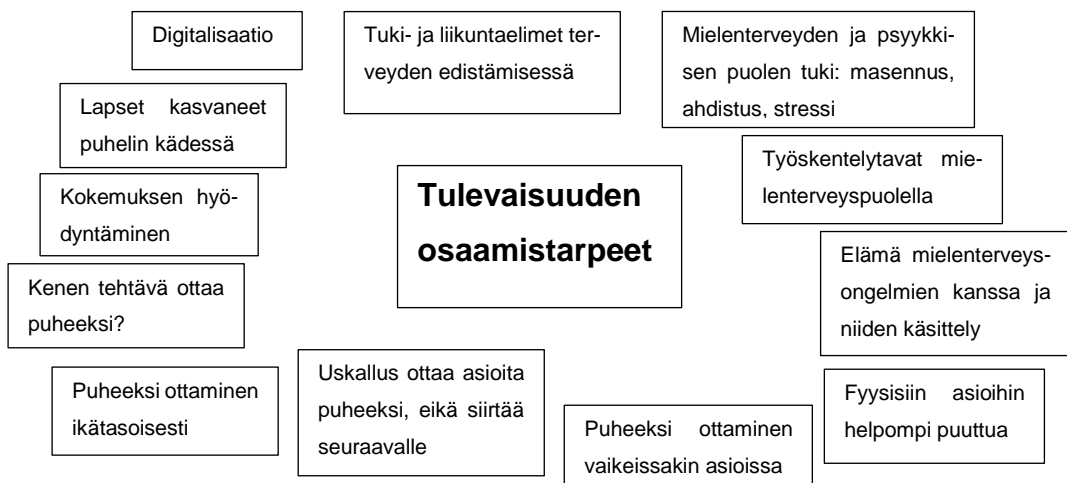 Digitalisaatio
Tuki- ja liikuntaelimet ter-
veyden edistämisessä
Mielenterveyden ja psyykki-
sen puolen tuki: masennus,
ahdistus, stressi
Lapset kasvaneet
puhelin kädessä
Työskentelytavat mie-
lenterveyspuolella
Kokemuksen hyö-
dyntäminen
Tulevaisuuden
osaamistarpeet
Elämä mielenterveys-
ongelmien kanssa ja
niiden käsittely
Kenen tehtävä ottaa
puheeksi?
Puheeksi ottaminen
ikätasoisesti
Uskallus ottaa asioita
puheeksi, eikä siirtää
seuraavalle
Puheeksi ottaminen
vaikeissakin asioissa
Fyysisiin asioihin
helpompi puuttua